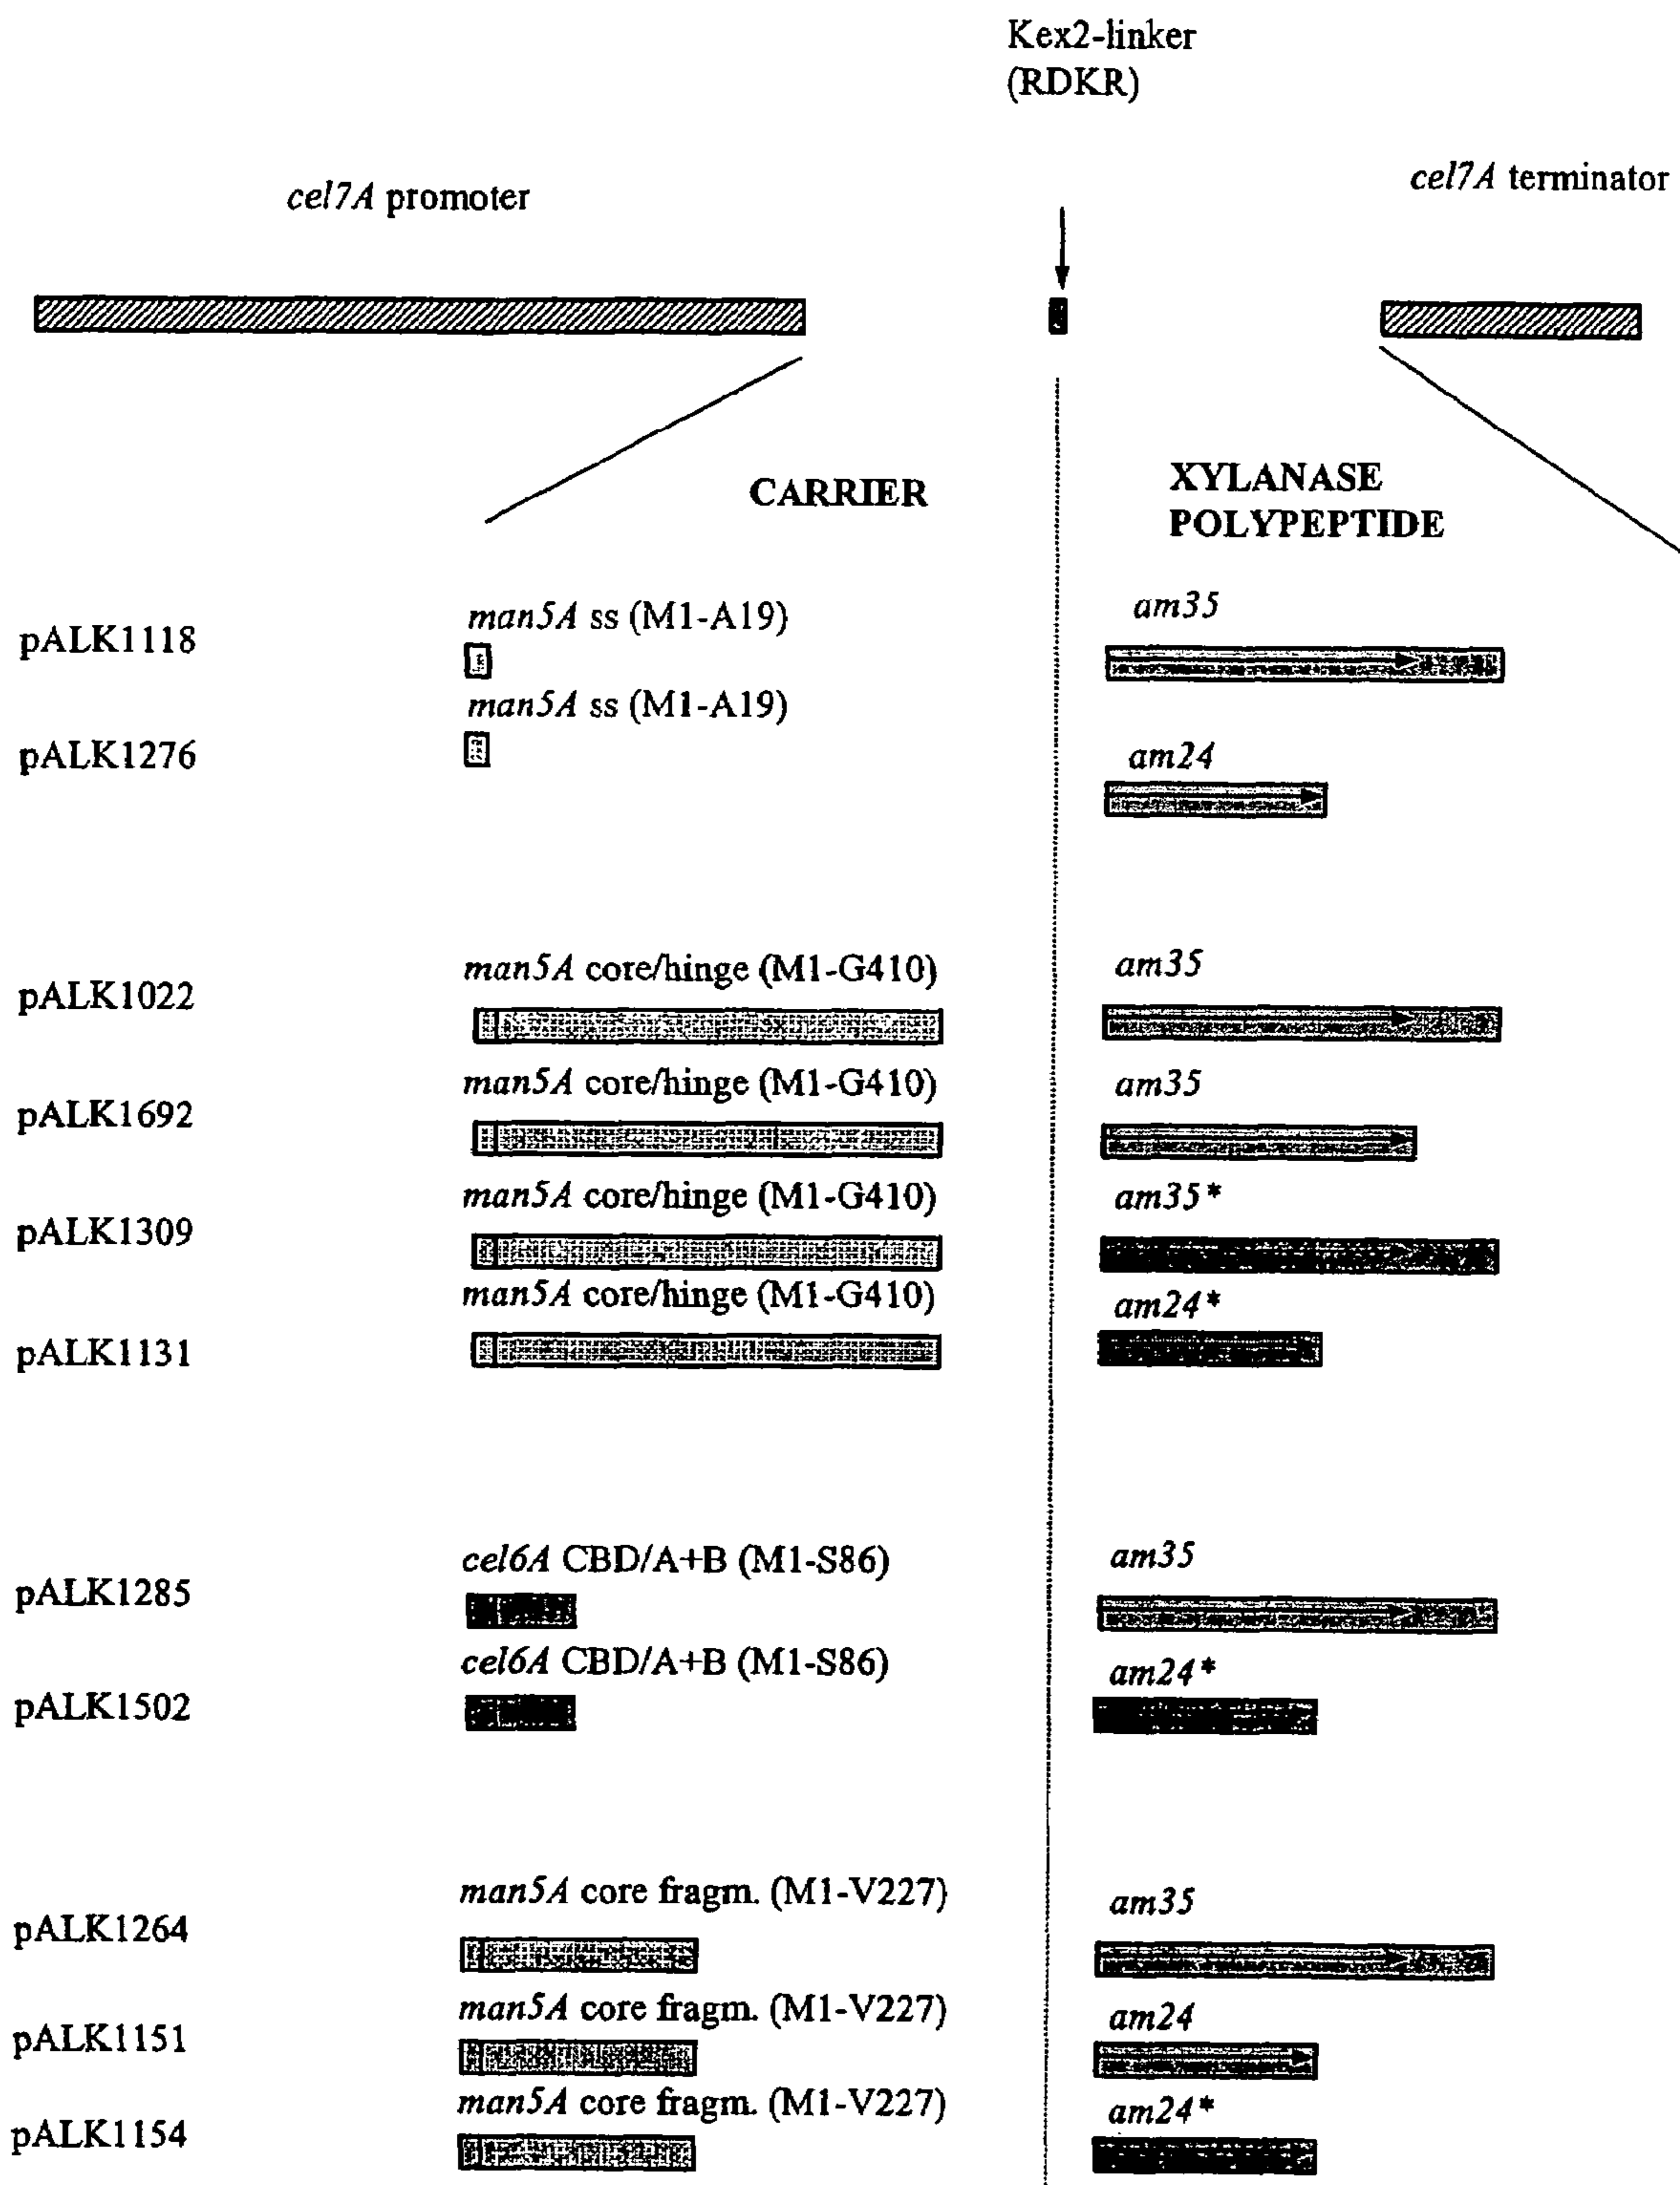 Kex2-linker
(RDKR)
cel7A promoter
cel7A terminator
CARRIER
XYLANASE
POLYPEPTIDE
pALK1118
man5A ss (M1-A19)
am35
pALK1276
man5A ss (M1-A19)
am24
pALK1022
man5A core/hinge (M1-G410)
am35
pALK1692
man5A core/hinge (M1-G410)
am35
pALK1309
man5A core/hinge (M1-G410)
am35*
pALK1131
man5A core/hinge (M1-G410)
am24*
pALK1285
cel6A CBD/A+B (M1-S86)
am35
pALK1502
cel6A CBD/A+B (M1-S86)
am24*
pALK1264
man5A core fragm. (M1-V227)
am35
pALK1151
man5A core fragm. (M1-V227)
am24
pALK1154
man5A core fragm. (M1-V227)
am24*